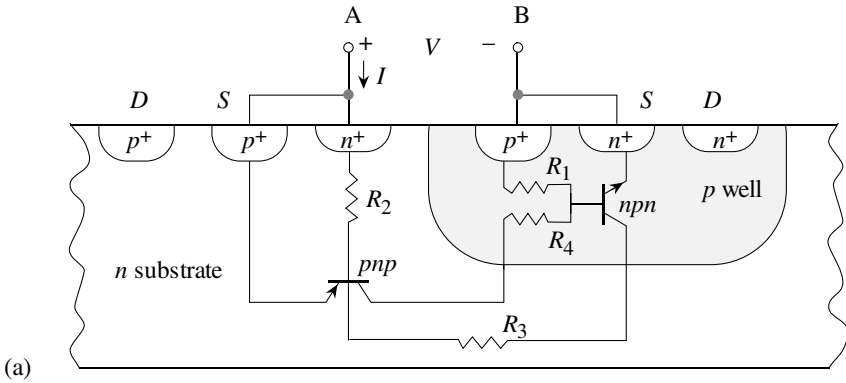 A B
+ V −
I
D S S D
p+ p+ n+ p+ n+ n+
R1
R2 npn p well
R4
n substrate pnp
R3
(a)